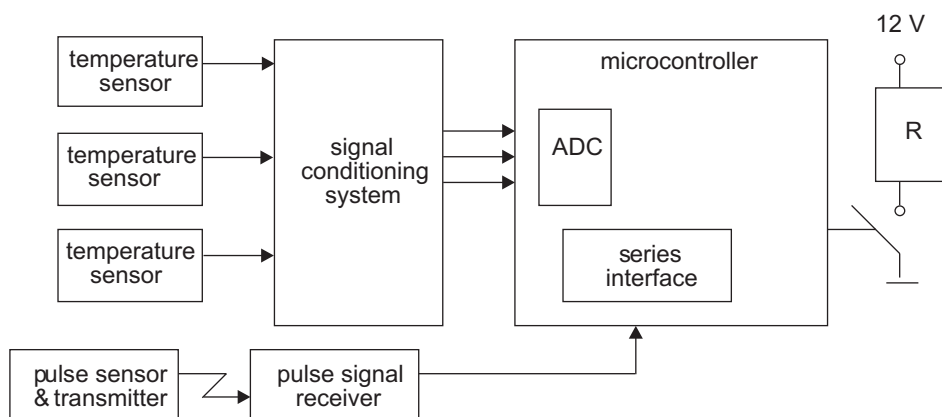 temperature
sensor
temperature
sensor
temperature
sensor
signal
conditioning
system
microcontroller
ADC
series
interface
12 V
R
pulse sensor
& transmitter
pulse signal
receiver